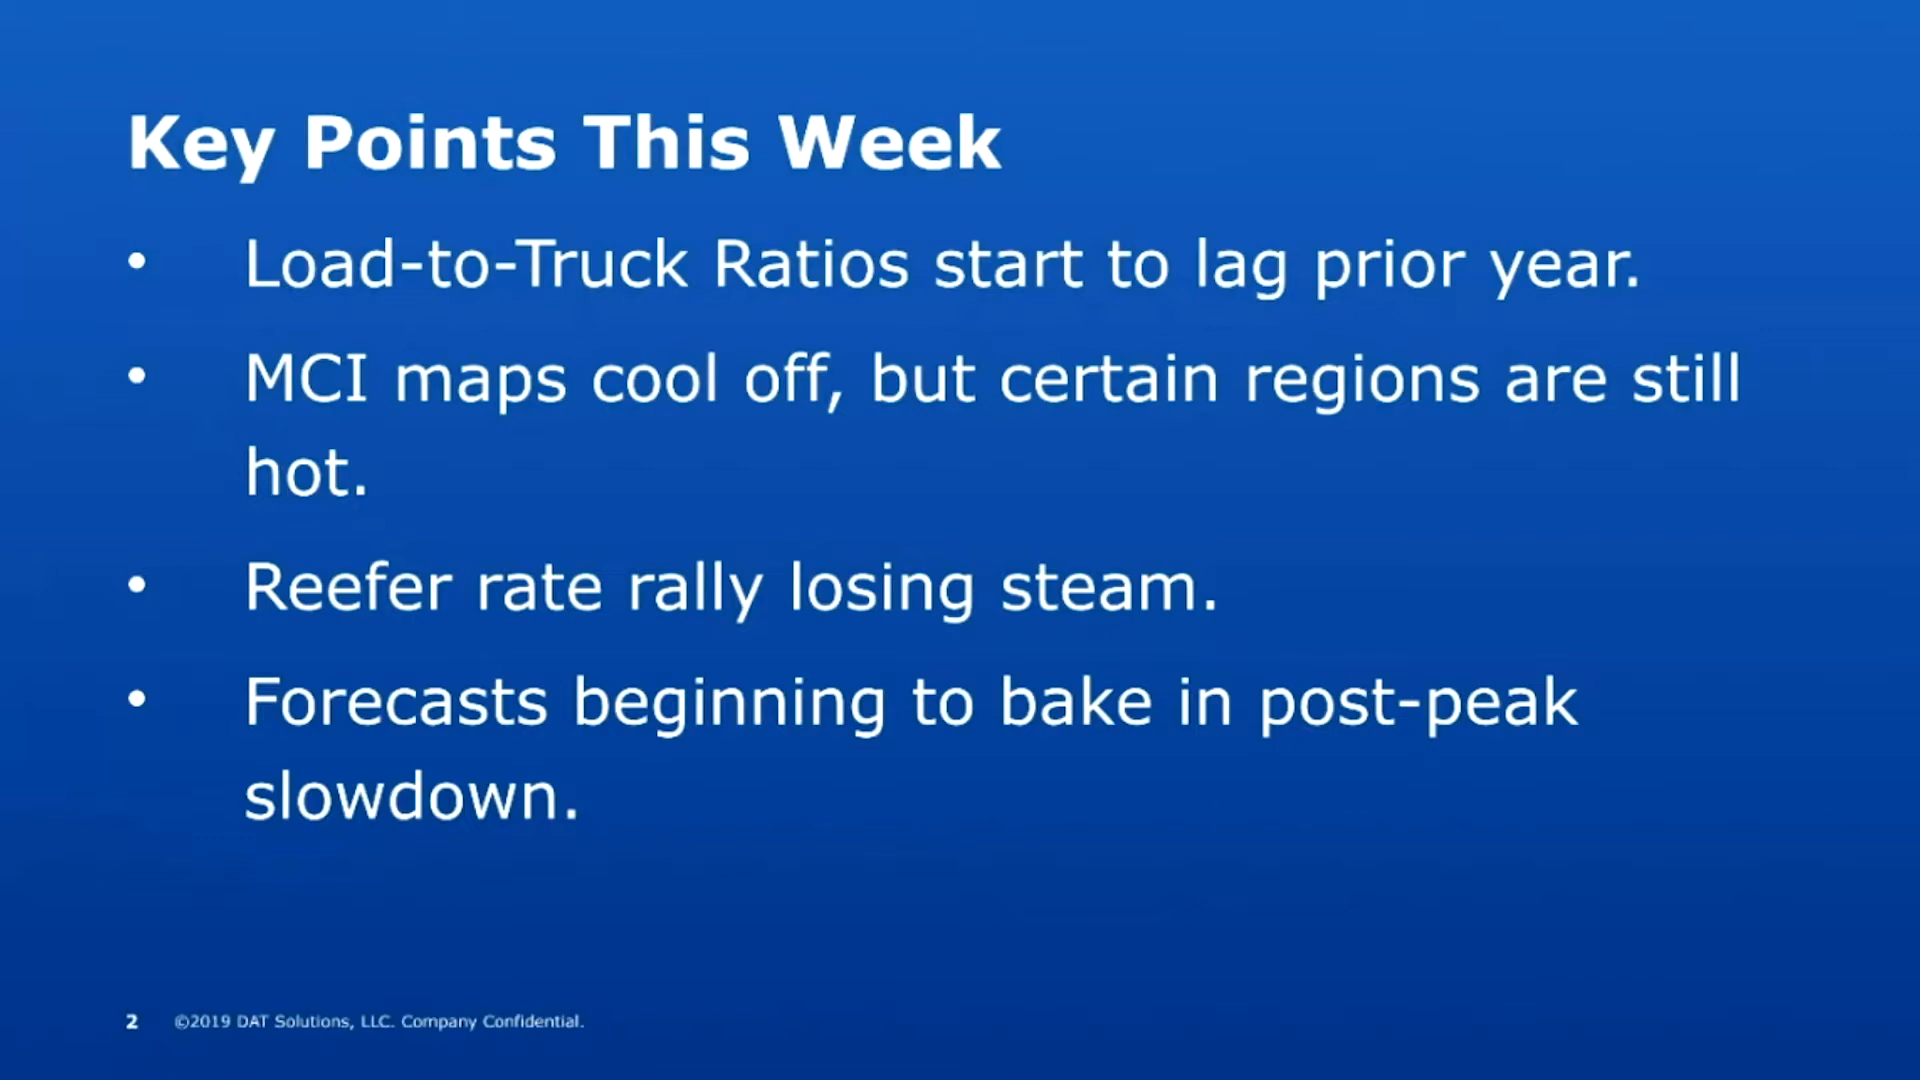 Key Points This Week
• Load-to-Truck Ratios start to lag prior year.
• MCI maps cool off, but certain regions are still
hot.
• Reefer rate rally losing steam.
• Forecasts beginning to bake in post-peak
slowdown.
2 ©2019 DAT Solutions, LLC. Company Confidential.